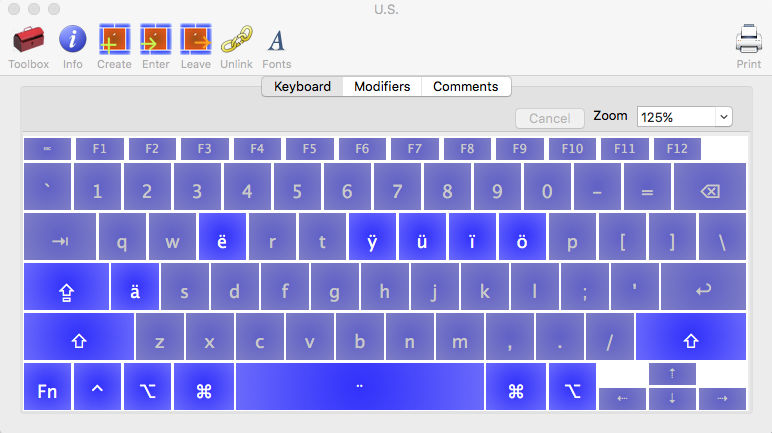 U.S.
Toolbox Info Create Enter Leave Unlink Fonts Print
Keyboard Modifiers Comments
Cancel Zoom 125%
esc F1 F2 F3 F4 F5 F6 F7 F8 F9 F10 F11 F12
` 1 2 3 4 5 6 7 8 9 0 - = ⌫
⇥ q w ë r t ÿ ü ï ö p [ ] \
⇪ ä s d f g h j k l ; ' ↩
⇧ z x c v b n m , . / ⇧
Fn ^ ⌥ ⌘ ¨ ⌘ ⌥ ⇠ ⇡ ⇣ ⇢